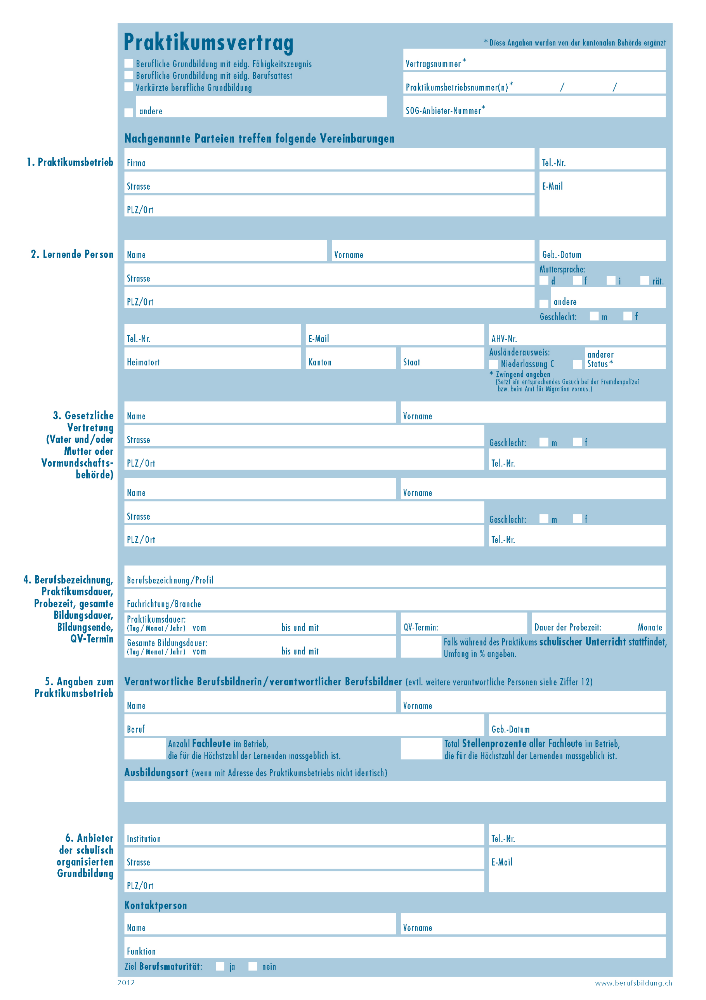 Praktikumsvertrag
* Diese Angaben werden von der kantonalen Behörde ergänzt
Berufliche Grundbildung mit eidg. Fähigkeitszeugnis
Berufliche Grundbildung mit eidg. Berufsattest
Verkürzte berufliche Grundbildung
andere
Vertragsnummer*
Praktikumsbetriebsnummer(n)* / /
SOG-Anbieter-Nummer*
Nachgenannte Parteien treffen folgende Vereinbarungen
1. Praktikumsbetrieb
Firma
Tel.-Nr.
Strasse
E-Mail
PLZ/Ort
2. Lernende Person
Name
Vorname
Geb.-Datum
Strasse
Muttersprache:
d f i rät.
PLZ/Ort
andere
Geschlecht: m f
Tel.-Nr.
E-Mail
AHV-Nr.
Heimatort
Kanton
Staat
Ausländerausweis:
Niederlassung C
anderer
Status*
* Zwingend angeben
(Setzt ein entsprechendes Gesuch bei der Fremdenpolizei
bzw. beim Amt für Migration voraus.)
3. Gesetzliche
Vertretung
(Vater und/oder
Mutter oder
Vormundschafts-
behörde)
Name
Vorname
Strasse
Geschlecht: m f
PLZ/Ort
Tel.-Nr.
Name
Vorname
Strasse
Geschlecht: m f
PLZ/Ort
Tel.-Nr.
4. Berufsbezeichnung,
Praktikumsdauer,
Probezeit, gesamte
Bildungsdauer,
Bildungsende,
QV-Termin
Berufsbezeichnung/Profil
Fachrichtung/Branche
Praktikumsdauer:
(Tag/Monat/Jahr) vom bis und mit
QV-Termin:
Dauer der Probezeit: Monate
Gesamte Bildungsdauer:
(Tag/Monat/Jahr) vom bis und mit
Falls während des Praktikums schulischer Unterricht stattfindet,
Umfang in % angeben.
5. Angaben zum
Praktikumsbetrieb
Verantwortliche Berufsbildnerin/verantwortlicher Berufsbildner (evtl. weitere verantwortliche Personen siehe Ziffer 12)
Name
Vorname
Beruf
Geb.-Datum
Anzahl Fachleute im Betrieb,
die für die Höchstzahl der Lernenden massgeblich ist.
Total Stellenprozente aller Fachleute im Betrieb,
die für die Höchstzahl der Lernenden massgeblich ist.
Ausbildungsort (wenn mit Adresse des Praktikumsbetriebs nicht identisch)
6. Anbieter
der schulisch
organisierten
Grundbildung
Institution
Tel.-Nr.
Strasse
E-Mail
PLZ/Ort
Kontaktperson
Name
Vorname
Funktion
Ziel Berufsmaturität: ja nein
2012
www.berufsbildung.ch